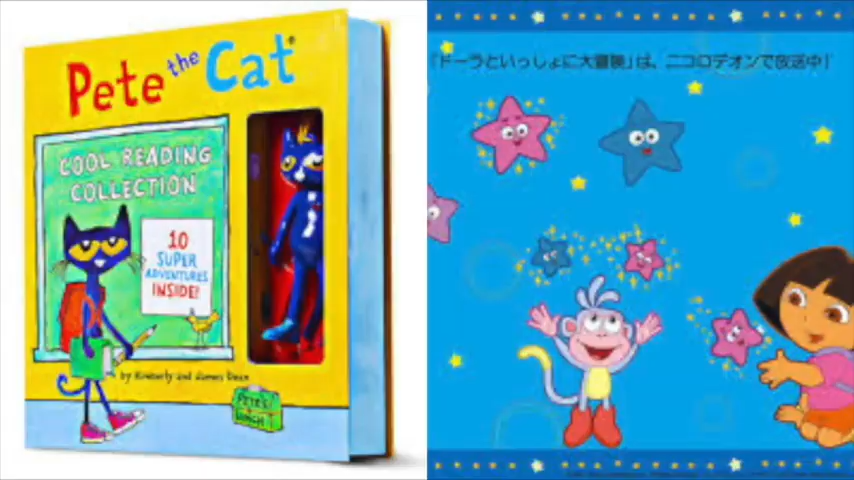 Pete the Cat
COOL READING
COLLECTION
10
SUPER
ADVENTURES
INSIDE!
by Kimberly and James Dean
PETE'S
LUNCH
「ドーラといっしょに大冒険」は、ニコロデオンで放送中!